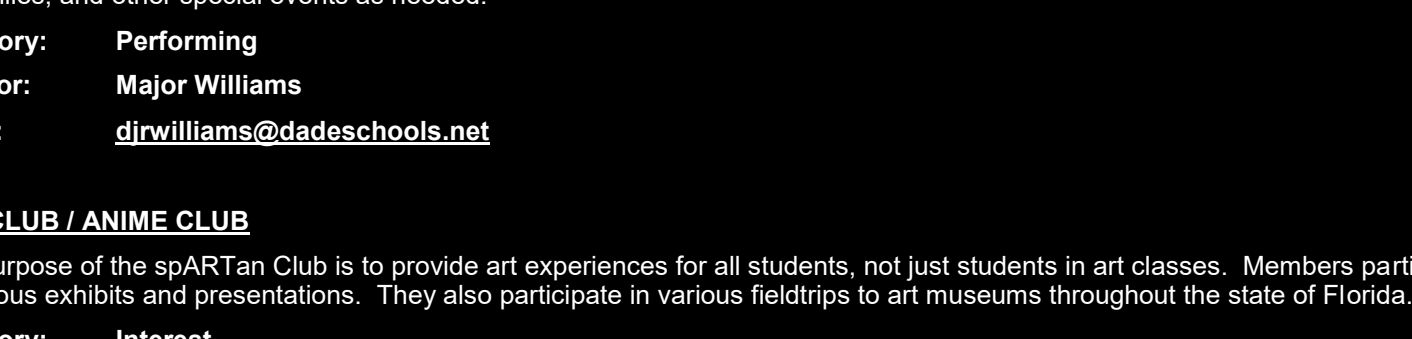 and other special events as needed.
ory: Performing
or: Major Williams
: djrwilliams@dadeschools.net
CLUB / ANIME CLUB
urpose of the spARTan Club is to provide art experiences for all students, not just students in art classes. Members parti
ous exhibits and presentations. They also participate in various fieldtrips to art museums throughout the state of Florida.
ory: Interest